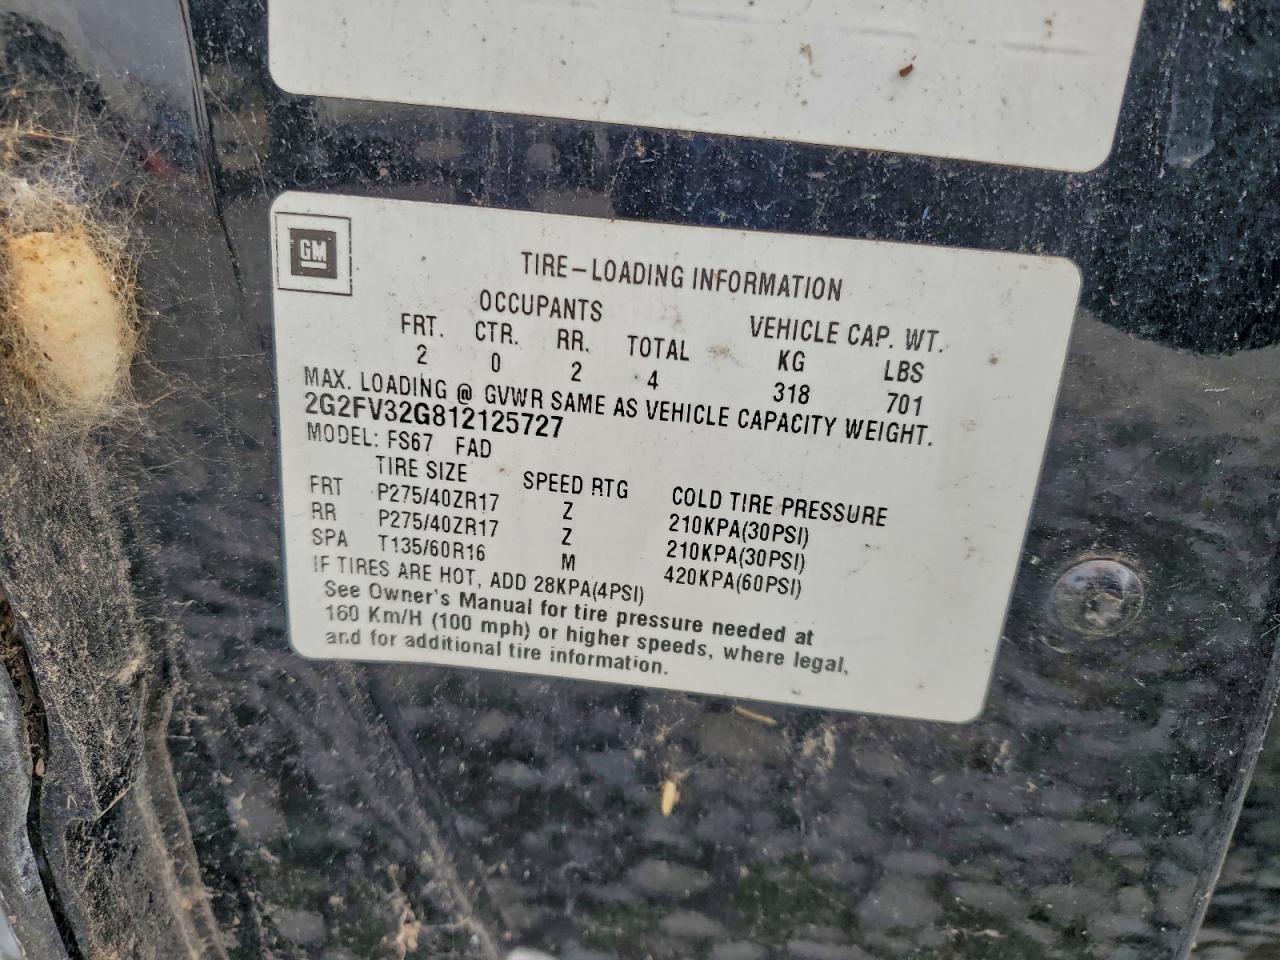 GM
TIRE-LOADING INFORMATION
OCCUPANTS VEHICLE CAP. WT.
FRT. CTR. RR. TOTAL KG LBS
2 0 2 4 318 701
MAX. LOADING @ GVWR SAME AS VEHICLE CAPACITY WEIGHT.
2G2FV32G812125727
MODEL: FS67 FAD
TIRE SIZE SPEED RTG COLD TIRE PRESSURE
FRT P275/40ZR17 Z 210KPA(30PSI)
RR P275/40ZR17 Z 210KPA(30PSI)
SPA T135/60R16 M 420KPA(60PSI)
IF TIRES ARE HOT, ADD 28KPA(4PSI)
See Owner's Manual for tire pressure needed at
160 Km/H (100 mph) or higher speeds, where legal,
and for additional tire information.